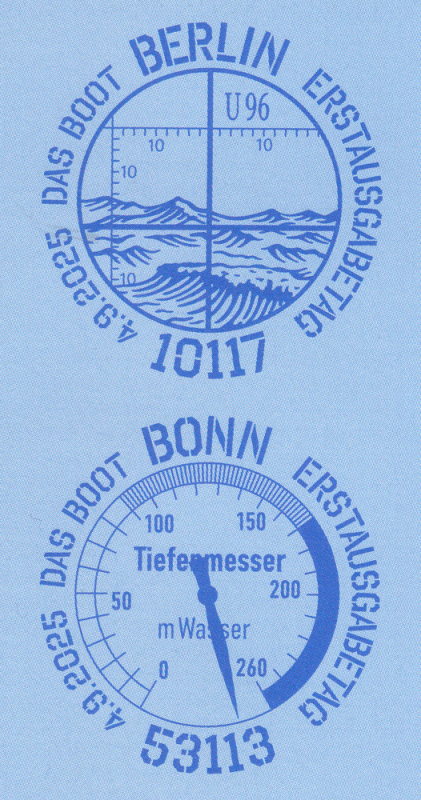 BERLIN
4.9.2025 DAS BOOT
ERSTAUSGABETAG
U 96
10
10
10
10
10117
BONN
4.9.2025 DAS BOOT
ERSTAUSGABETAG
100
150
Tiefenmesser
50
200
m Wasser
0
260
53113